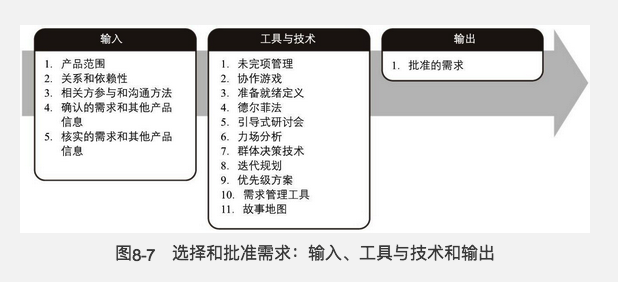 输入
1. 产品范围
2. 关系和依赖性
3. 相关方参与和沟通方法
4. 确认的需求和其他产品
信息
5. 核实的需求和其他产品
信息
工具与技术
1. 未完项管理
2. 协作游戏
3. 准备就绪定义
4. 德尔菲法
5. 引导式研讨会
6. 力场分析
7. 群体决策技术
8. 迭代规划
9. 优先级方案
10. 需求管理工具
11. 故事地图
输出
1. 批准的需求
图8-7 选择和批准需求：输入、工具与技术和输出